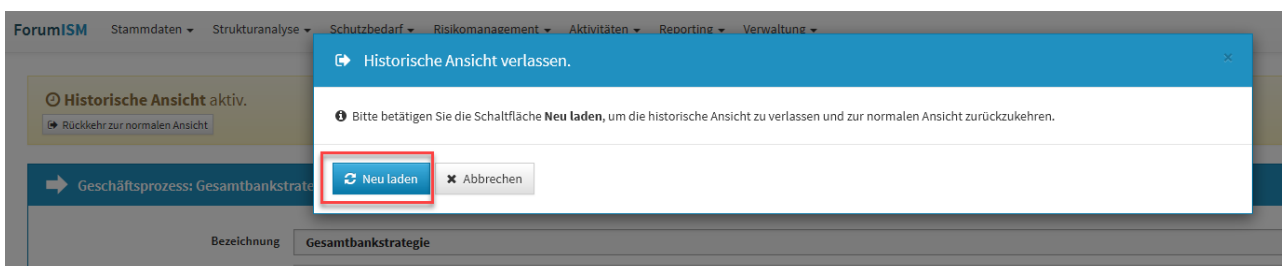 ForumISM Stammdaten Strukturanalyse Schutzbedarf Risikomanagement Aktivitäten Reporting Verwaltung
Historische Ansicht verlassen.
×
Historische Ansicht aktiv.
Rückkehr zur normalen Ansicht
Bitte betätigen Sie die Schaltfläche Neu laden, um die historische Ansicht zu verlassen und zur normalen Ansicht zurückzukehren.
Neu laden
Abbrechen
Geschäftsprozess: Gesamtbankstrate
Bezeichnung Gesamtbankstrategie